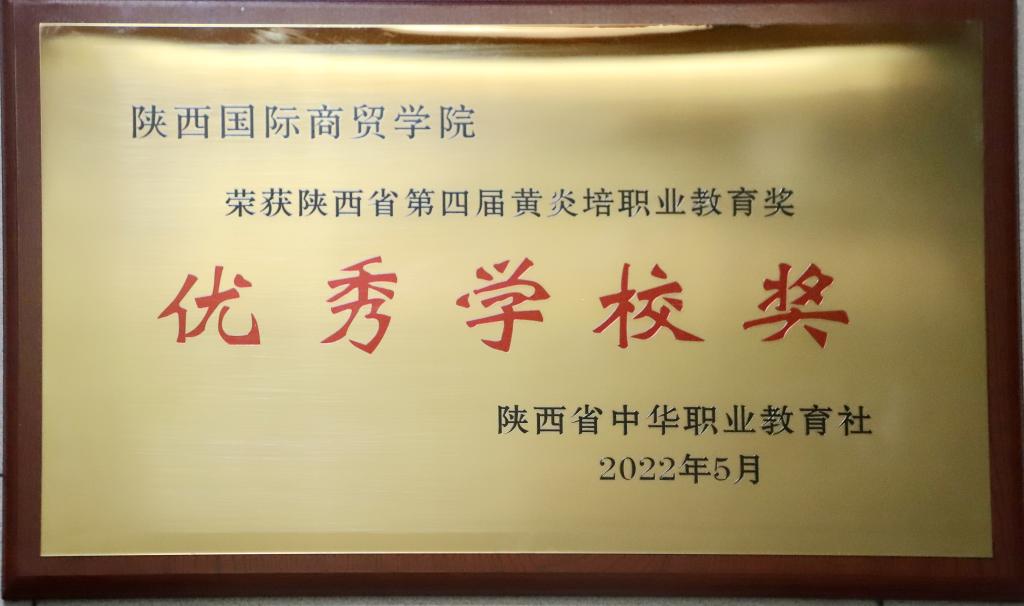 陕西国际商贸学院
荣获陕西省第四届黄炎培职业教育奖
优秀学校奖
陕西省中华职业教育社
2022年5月